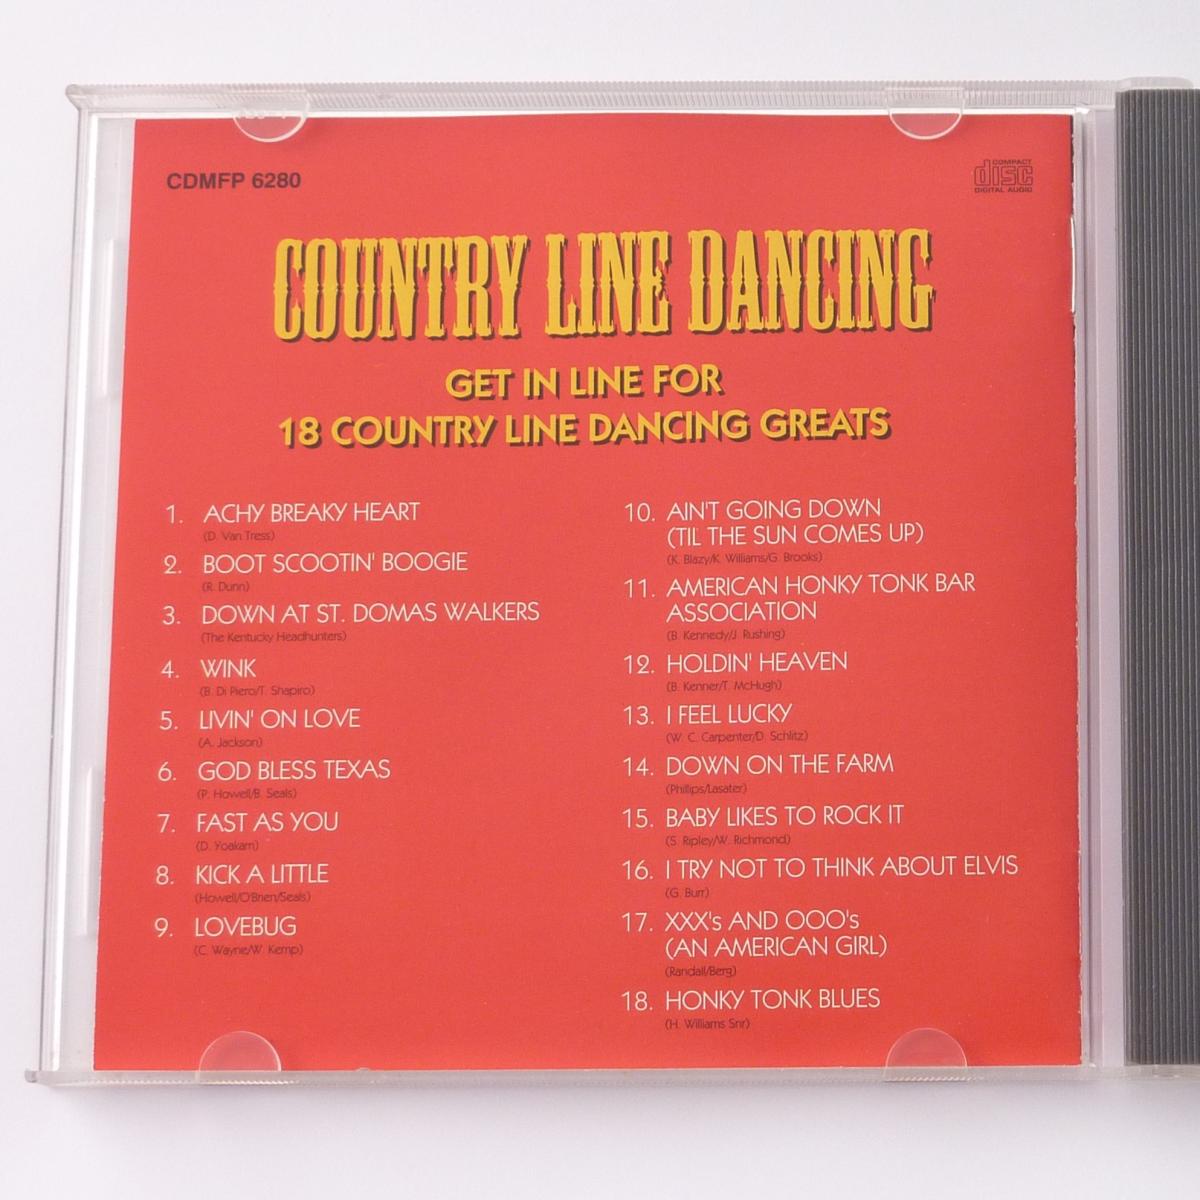 CDMFP 6280
COMPACT
disc
DIGITAL AUDIO
COUNTRY LINE DANCING
GET IN LINE FOR
18 COUNTRY LINE DANCING GREATS
1. ACHY BREAKY HEART
(D. Van Tress)
2. BOOT SCOOTIN' BOOGIE
(R. Dunn)
3. DOWN AT ST. DOMAS WALKERS
(The Kentucky Headhunters)
4. WINK
(B. Di Piero/T. Shapiro)
5. LIVIN' ON LOVE
(A. Jackson)
6. GOD BLESS TEXAS
(P. Howell/B. Seals)
7. FAST AS YOU
(D. Yoakam)
8. KICK A LITTLE
(Howell/O'Brien/Seals)
9. LOVEBUG
(C. Wayne/W. Kemp)
10. AIN'T GOING DOWN
(TIL THE SUN COMES UP)
(K. Blazy/K. Williams/G. Brooks)
11. AMERICAN HONKY TONK BAR
ASSOCIATION
(B. Kennedy/J. Rushing)
12. HOLDIN' HEAVEN
(B. Kenner/T. McHugh)
13. I FEEL LUCKY
(W. C. Carpenter/D. Schlitz)
14. DOWN ON THE FARM
(Phillips/Lasater)
15. BABY LIKES TO ROCK IT
(S. Ripley/W. Richmond)
16. I TRY NOT TO THINK ABOUT ELVIS
(G. Burr)
17. XXX's AND OOO's
(AN AMERICAN GIRL)
(Randall/Berg)
18. HONKY TONK BLUES
(H. Williams Snr)